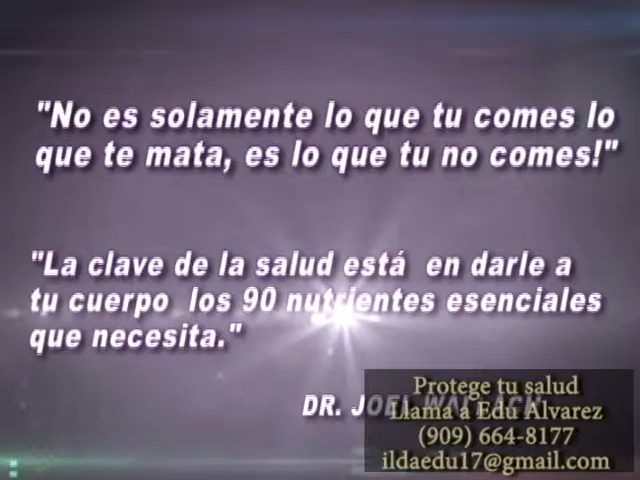 "No es solamente lo que tu comes lo
que te mata, es lo que tu no comes!"
"La clave de la salud está en darle a
tu cuerpo los 90 nutrientes esenciales
que necesita."
DR. JOEL WALLACH
Protege tu salud
Llama a Edu Alvarez
(909) 664-8177
ildaedu17@gmail.com